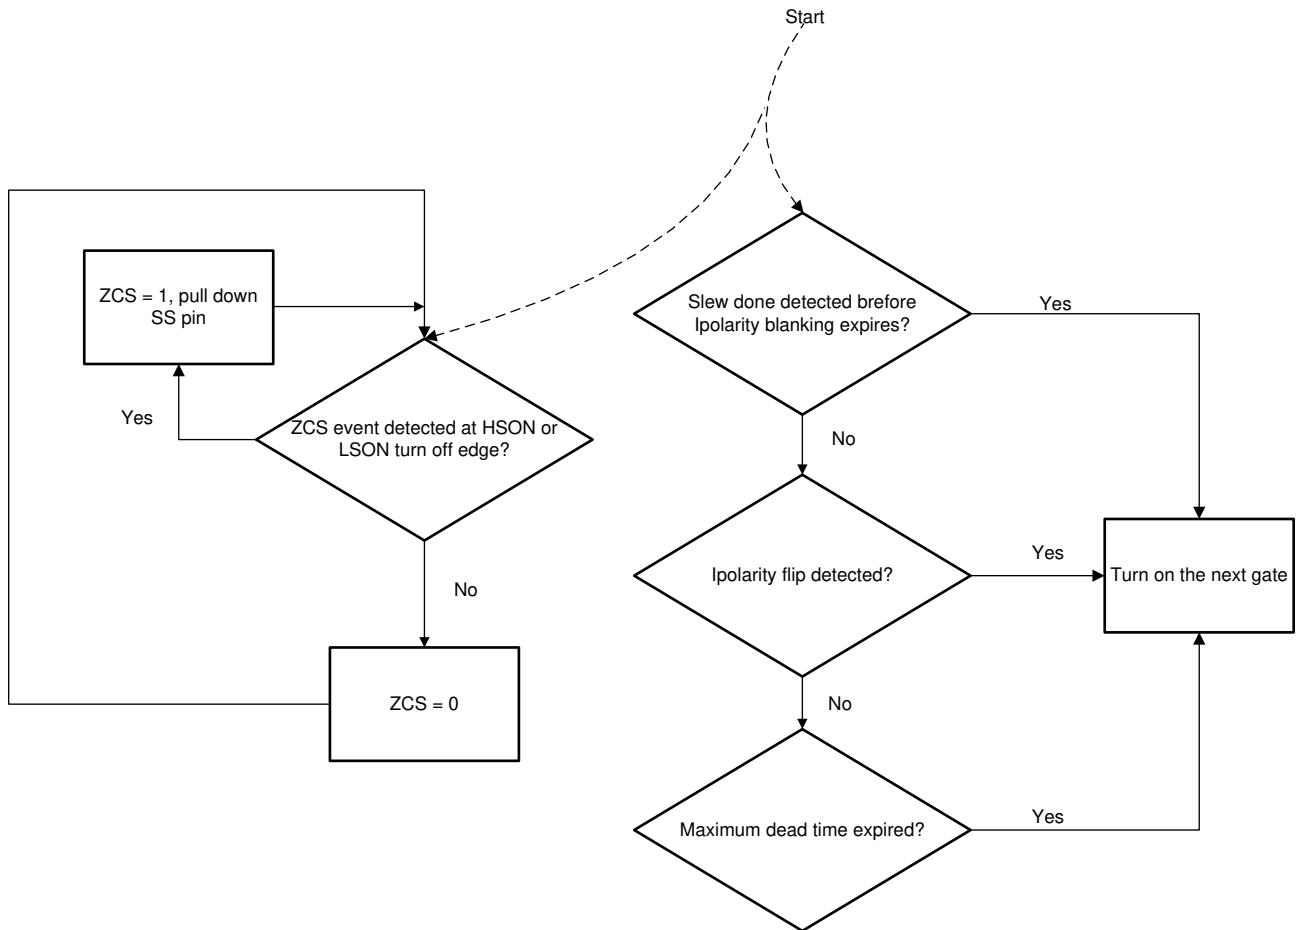 Start
ZCS = 1, pull down
SS pin
Yes
ZCS event detected at HSON or
LSON turn off edge?
No
ZCS = 0
Slew done detected brefore
Ipolarity blanking expires?
Yes
No
Ipolarity flip detected?
Yes
Turn on the next gate
No
Maximum dead time expired?
Yes